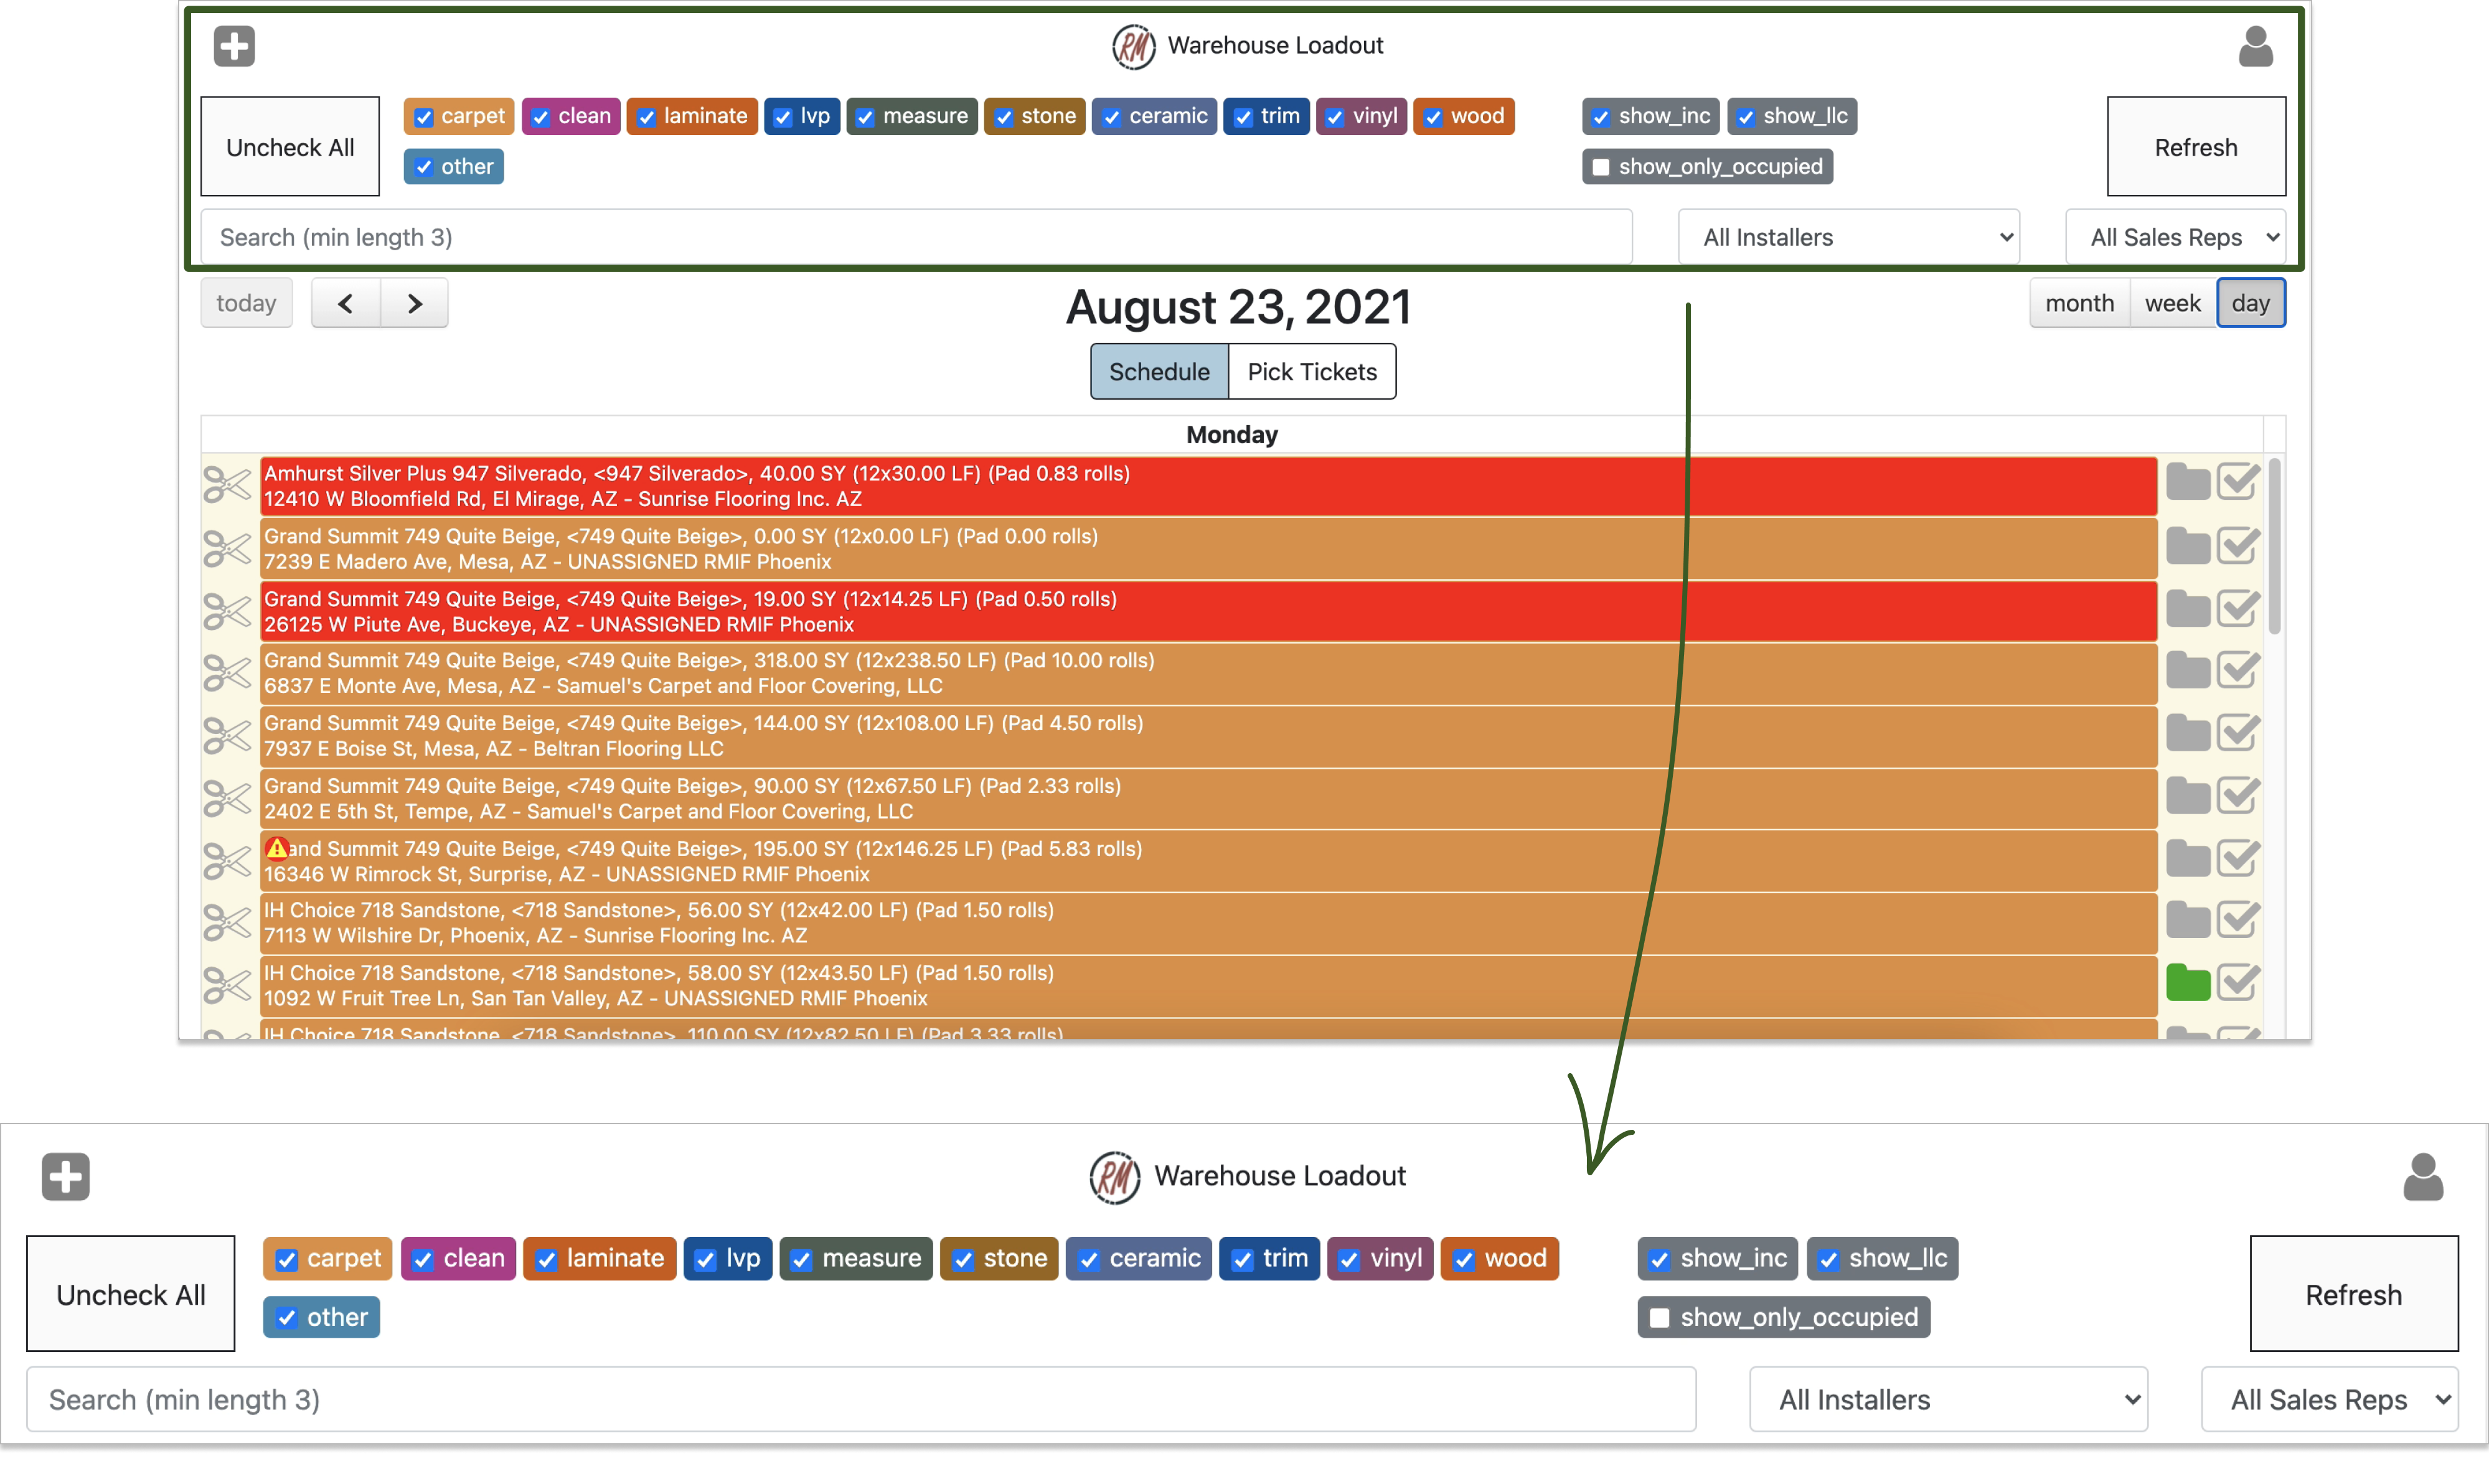 RM Warehouse Loadout
Uncheck All
carpet clean laminate lvp measure stone ceramic trim vinyl wood
other
show_inc show_llc
show_only_occupied
Refresh
Search (min length 3) All Installers All Sales Reps
today August 23, 2021 month week day
Schedule Pick Tickets
Monday
Amhurst Silver Plus 947 Silverado, <947 Silverado>, 40.00 SY (12x30.00 LF) (Pad 0.83 rolls)
12410 W Bloomfield Rd, El Mirage, AZ - Sunrise Flooring Inc. AZ
Grand Summit 749 Quite Beige, <749 Quite Beige>, 0.00 SY (12x0.00 LF) (Pad 0.00 rolls)
7239 E Madero Ave, Mesa, AZ - UNASSIGNED RMIF Phoenix
Grand Summit 749 Quite Beige, <749 Quite Beige>, 19.00 SY (12x14.25 LF) (Pad 0.50 rolls)
26125 W Piute Ave, Buckeye, AZ - UNASSIGNED RMIF Phoenix
Grand Summit 749 Quite Beige, <749 Quite Beige>, 318.00 SY (12x238.50 LF) (Pad 10.00 rolls)
6837 E Monte Ave, Mesa, AZ - Samuel's Carpet and Floor Covering, LLC
Grand Summit 749 Quite Beige, <749 Quite Beige>, 144.00 SY (12x108.00 LF) (Pad 4.50 rolls)
7937 E Boise St, Mesa, AZ - Beltran Flooring LLC
Grand Summit 749 Quite Beige, <749 Quite Beige>, 90.00 SY (12x67.50 LF) (Pad 2.33 rolls)
2402 E 5th St, Tempe, AZ - Samuel's Carpet and Floor Covering, LLC
and Summit 749 Quite Beige, <749 Quite Beige>, 195.00 SY (12x146.25 LF) (Pad 5.83 rolls)
16346 W Rimrock St, Surprise, AZ - UNASSIGNED RMIF Phoenix
IH Choice 718 Sandstone, <718 Sandstone>, 56.00 SY (12x42.00 LF) (Pad 1.50 rolls)
7113 W Wilshire Dr, Phoenix, AZ - Sunrise Flooring Inc. AZ
IH Choice 718 Sandstone, <718 Sandstone>, 58.00 SY (12x43.50 LF) (Pad 1.50 rolls)
1092 W Fruit Tree Ln, San Tan Valley, AZ - UNASSIGNED RMIF Phoenix
IH Choice 718 Sandstone, <718 Sandstone>, 110.00 SY (12x82.50 LF) (Pad 3.33 rolls)
RM Warehouse Loadout
Uncheck All
carpet clean laminate lvp measure stone ceramic trim vinyl wood
other
show_inc show_llc
show_only_occupied
Refresh
Search (min length 3) All Installers All Sales Reps